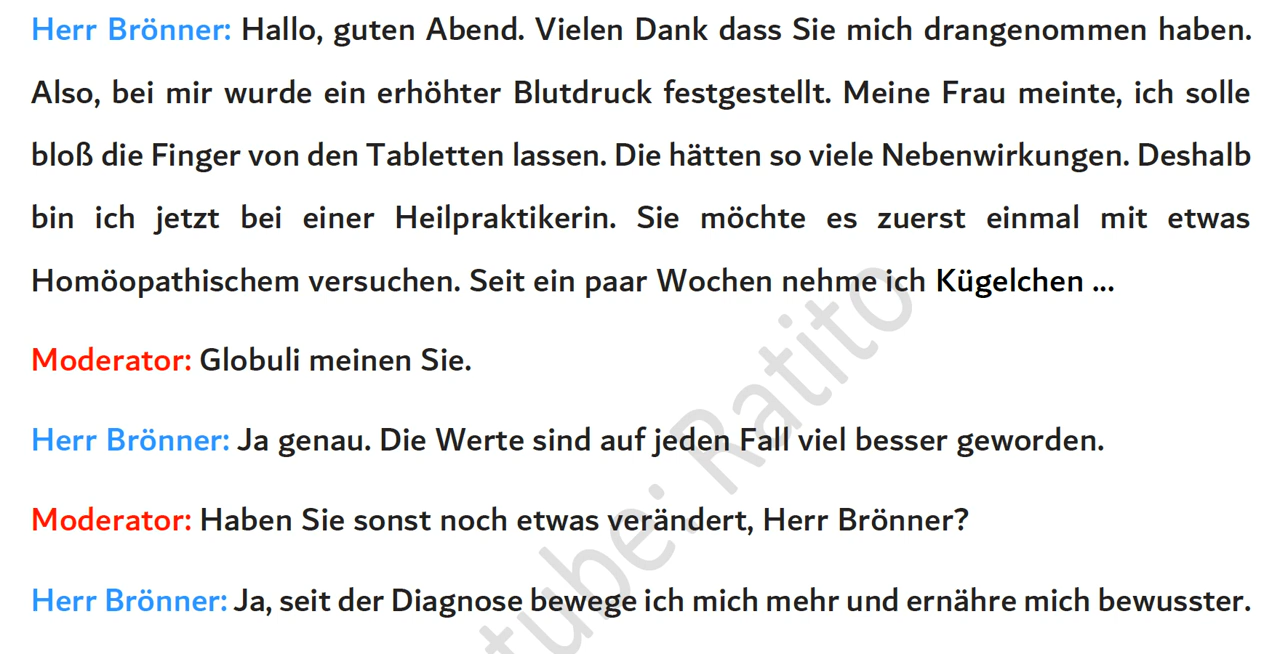 Herr Brönner: Hallo, guten Abend. Vielen Dank dass Sie mich drangenommen haben.
Also, bei mir wurde ein erhöhter Blutdruck festgestellt. Meine Frau meinte, ich solle
bloß die Finger von den Tabletten lassen. Die hätten so viele Nebenwirkungen. Deshalb
bin ich jetzt bei einer Heilpraktikerin. Sie möchte es zuerst einmal mit etwas
Homöopathischem versuchen. Seit ein paar Wochen nehme ich Kügelchen ...
Moderator: Globuli meinen Sie.
Herr Brönner: Ja genau. Die Werte sind auf jeden Fall viel besser geworden.
Moderator: Haben Sie sonst noch etwas verändert, Herr Brönner?
Herr Brönner: Ja, seit der Diagnose bewege ich mich mehr und ernähre mich bewusster.
tube: Ratito